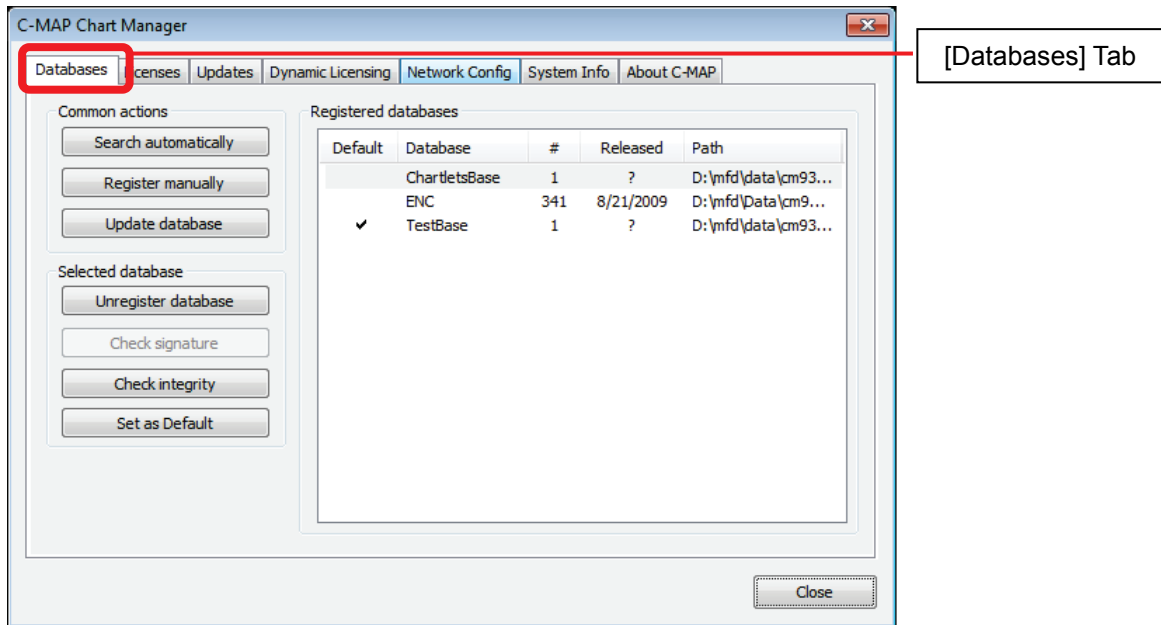 C-MAP Chart Manager
[Databases] Tab
Databases Licenses Updates Dynamic Licensing Network Config System Info About C-MAP
Common actions
Search automatically
Register manually
Update database
Selected database
Unregister database
Check signature
Check integrity
Set as Default
Registered databases
Default Database # Released Path
ChartletsBase 1 ? D:\mfd\data\cm93...
ENC 341 8/21/2009 D:\mfd\Data\cm9...
✔ TestBase 1 ? D:\mfd\data\cm93...
Close